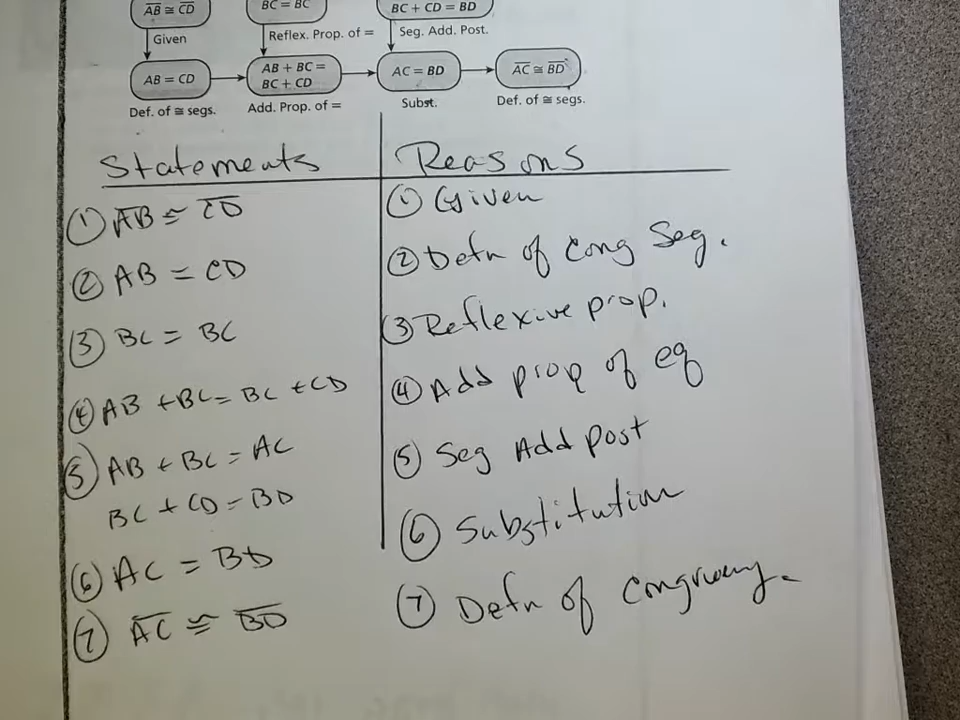 AB ≅ CD BC = BC BC + CD = BD
Given Reflex. Prop. of = Seg. Add. Post.
AB = CD AB + BC = BC + CD AC = BD AC ≅ BD
Def. of ≅ segs. Add. Prop. of = Subst. Def. of ≅ segs.
Statements Reasons
① AB ≅ CD ① Given
② AB = CD ② Defn of Cong Seg.
③ BC = BC ③ Reflexive prop.
④ AB + BC = BC + CD ④ Add prop of eq
⑤ AB + BC = AC ⑤ Seg Add Post
BC + CD = BD
⑥ AC = BD ⑥ Substitution
⑦ AC ≅ BD ⑦ Defn of Congruency.